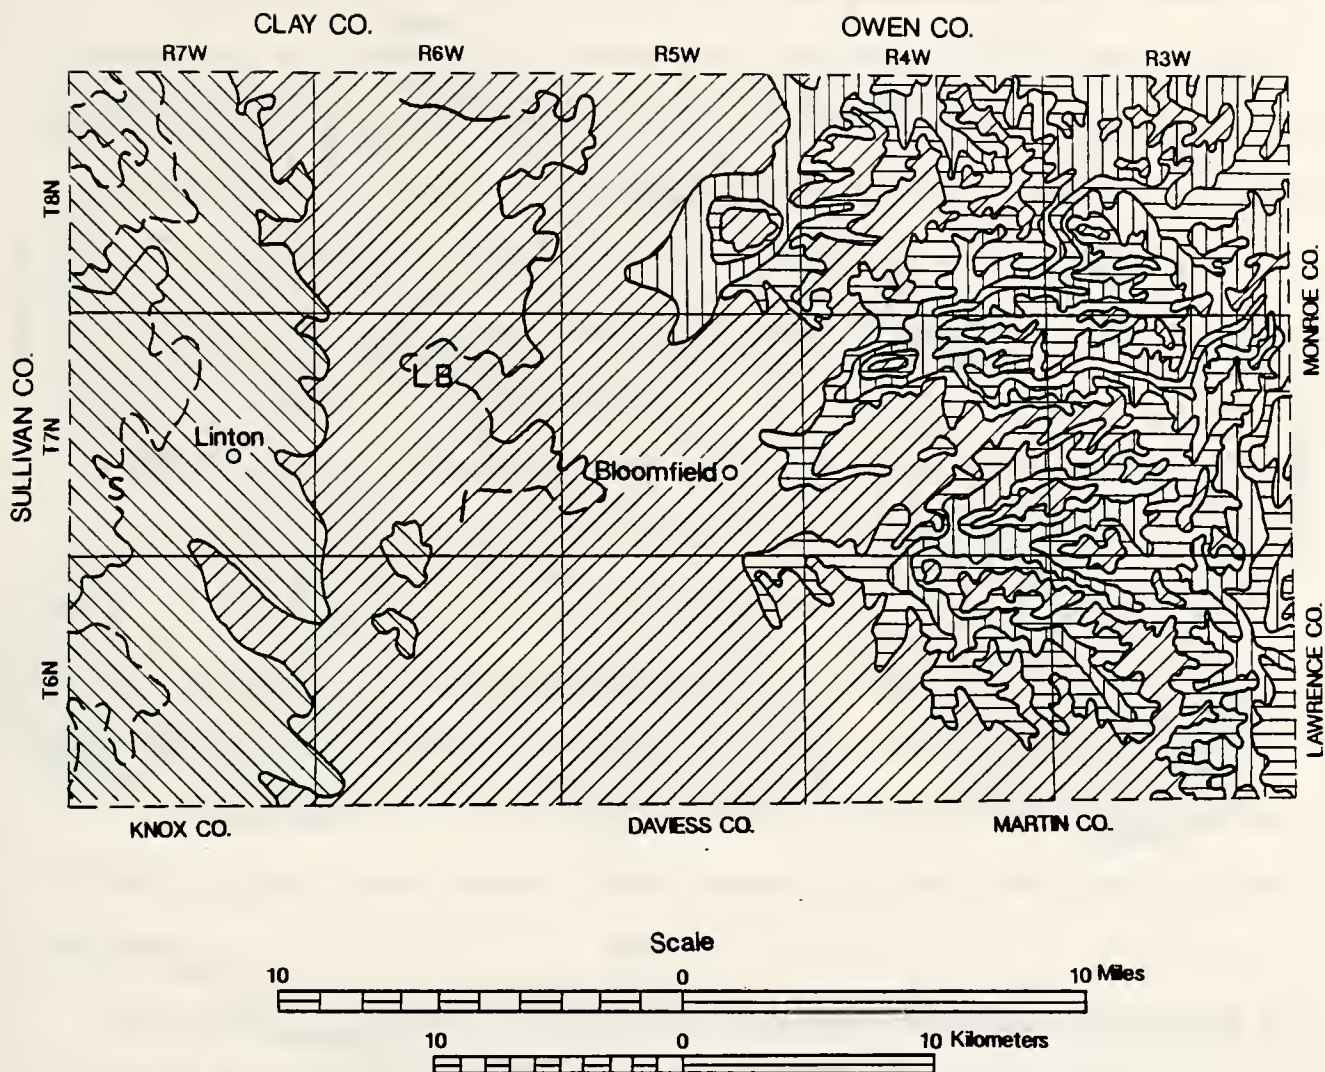 CLAY CO.
OWEN CO.
R7W
R6W
R5W
R4W
R3W
T8N
MONROE CO.
SULLIVAN CO.
T7N
L B
Linton
Bloomfield
S
T6N
LAWRENCE CO.
KNOX CO.
DAVIESS CO.
MARTIN CO.
Scale
10 0 10 Miles
10 0 10 Kilometers